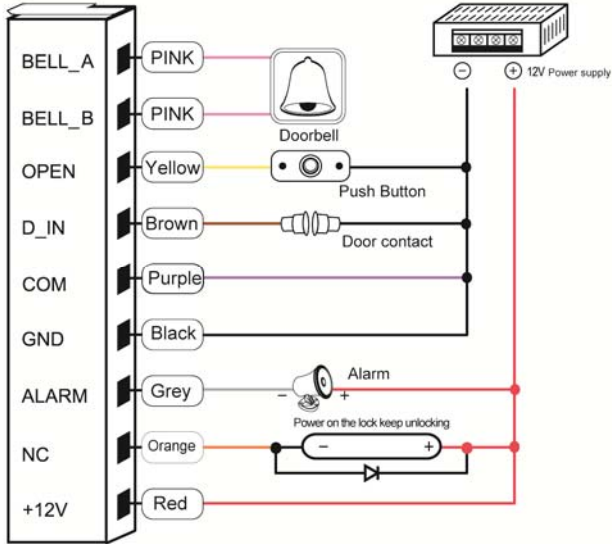 − + 12V Power supply
BELL_A PINK
Doorbell
BELL_B PINK
OPEN Yellow
Push Button
D_IN Brown
Door contact
COM Purple
GND Black
ALARM Grey − + Alarm
Power on the lock keep unlocking
NC Orange − +
+12V Red